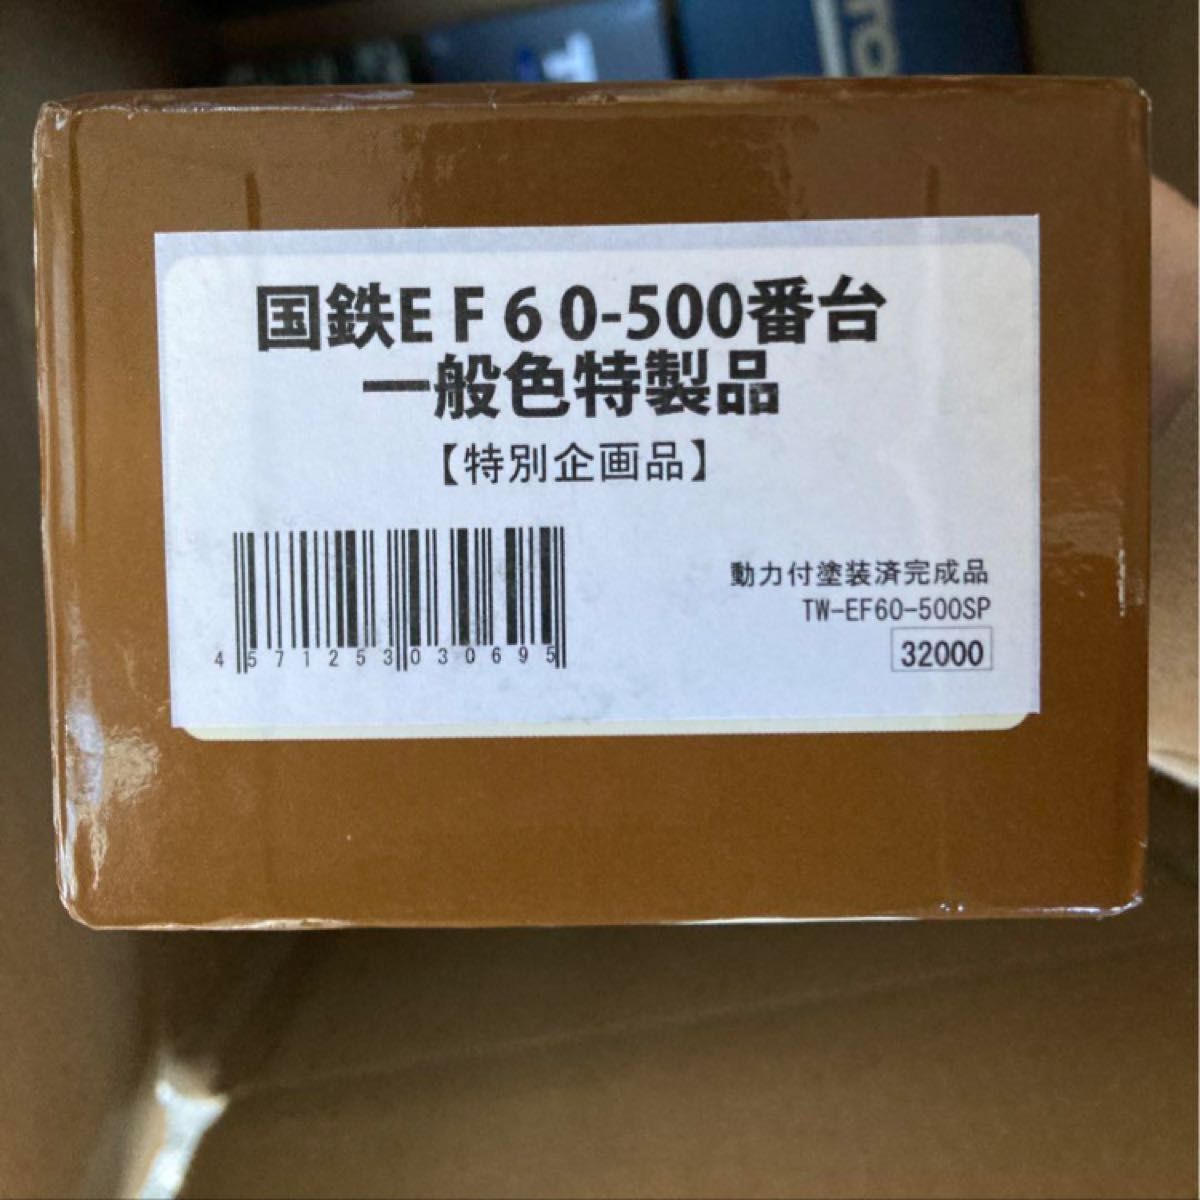 国鉄EF60-500番台
一般色特製品
【特別企画品】
4571253030695
動力付塗装済完成品
TW-EF60-500SP
32000